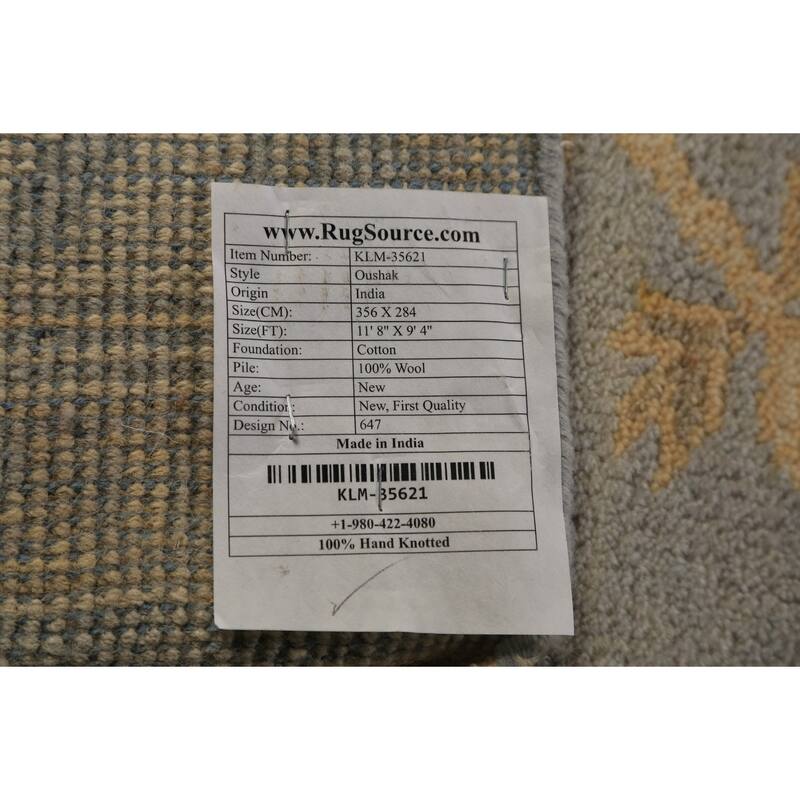 www.RugSource.com
Item Number: KLM-35621
Style Oushak
Origin India
Size(CM): 356 X 284
Size(FT): 11' 8" X 9' 4"
Foundation: Cotton
Pile: 100% Wool
Age: New
Condition: New, First Quality
Design No.: 647
Made in India
KLM-35621
+1-980-422-4080
100% Hand Knotted